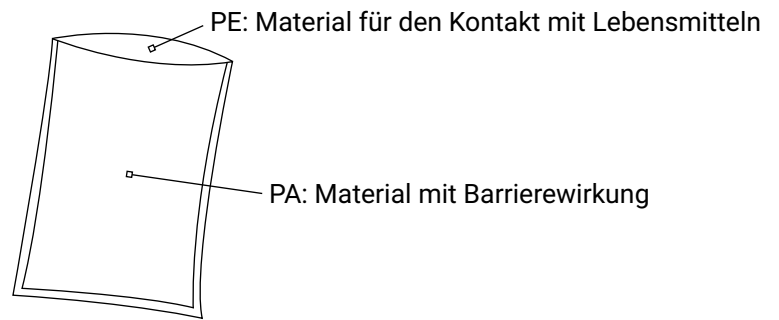 PE: Material für den Kontakt mit Lebensmitteln
PA: Material mit Barrierewirkung